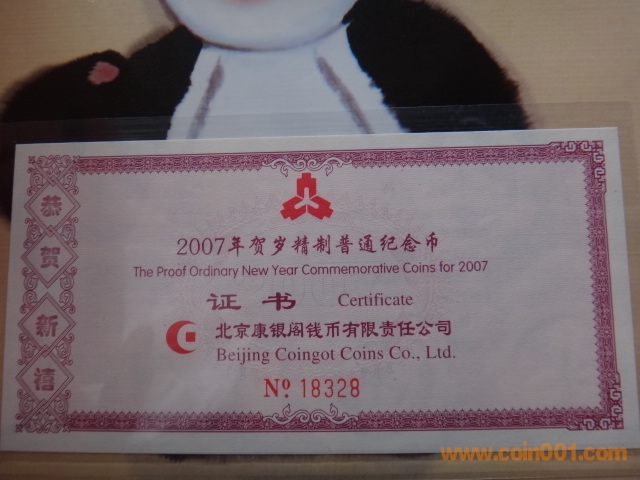 恭贺新禧
2007年贺岁精制普通纪念币
The Proof Ordinary New Year Commemorative Coins for 2007
证书 Certificate
北京康银阁钱币有限责任公司
Beijing Coingot Coins Co., Ltd.
Nº 18328
www.coin001.com